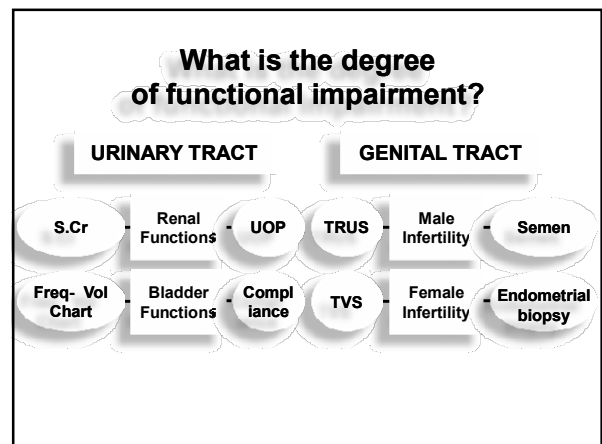 What is the degree
of functional impairment?
URINARY TRACT
GENITAL TRACT
S.Cr
Renal
Functions
UOP
TRUS
Male
Infertility
Semen
Freq- Vol
Chart
Bladder
Functions
Compl
iance
TVS
Female
Infertility
Endometrial
biopsy